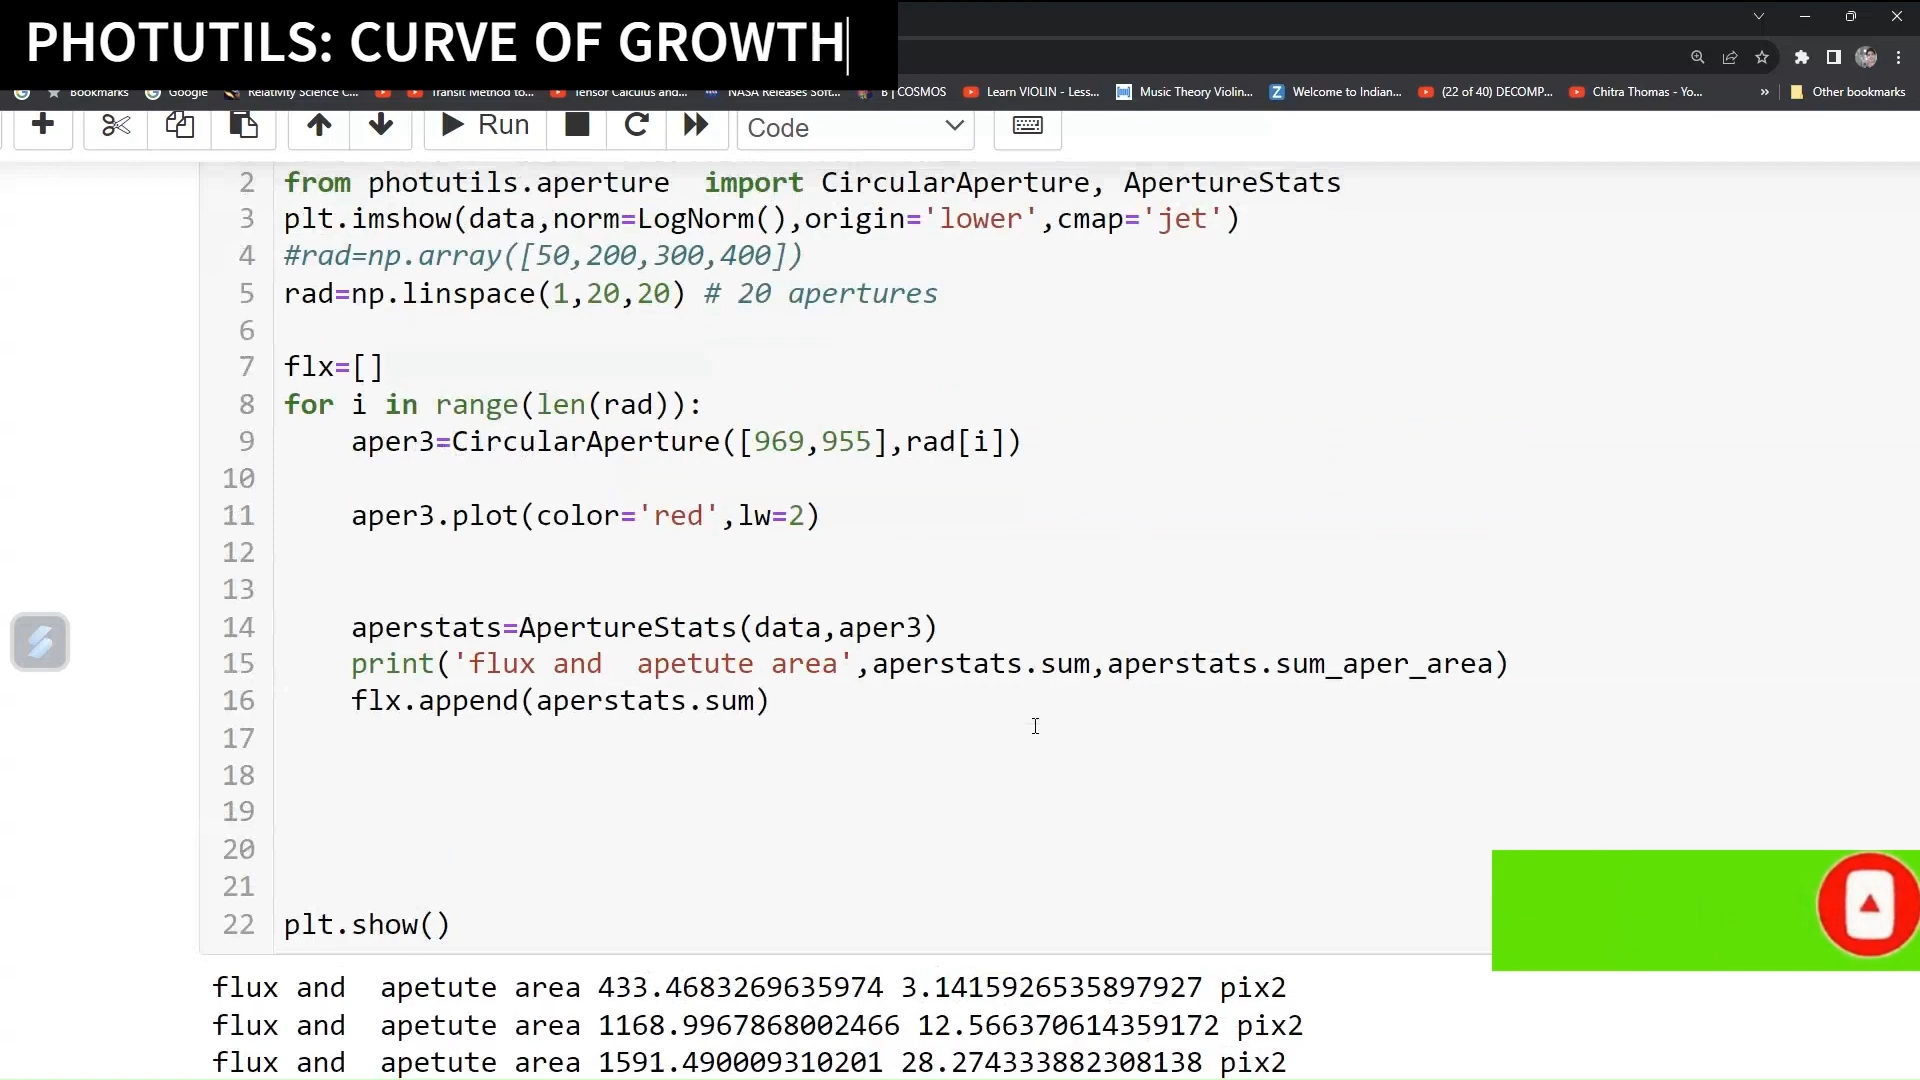 PHOTUTILS: CURVE OF GROWTH
Bookmarks Google Relativity Science C... Transit Method to... Tensor Calculus and... NASA Releases Soft... B | COSMOS Learn VIOLIN - Less... Music Theory Violin... Welcome to Indian... (22 of 40) DECOMP... Chitra Thomas - Yo... » Other bookmarks
Run Code
2 from photutils.aperture  import CircularAperture, ApertureStats
3 plt.imshow(data,norm=LogNorm(),origin='lower',cmap='jet')
4 #rad=np.array([50,200,300,400])
5 rad=np.linspace(1,20,20) # 20 apertures
6
7 flx=[]
8 for i in range(len(rad)):
9     aper3=CircularAperture([969,955],rad[i])
10
11     aper3.plot(color='red',lw=2)
12
13
14     aperstats=ApertureStats(data,aper3)
15     print('flux and  apetute area',aperstats.sum,aperstats.sum_aper_area)
16     flx.append(aperstats.sum)
17
18
19
20
21
22 plt.show()
flux and  apetute area 433.4683269635974 3.1415926535897927 pix2
flux and  apetute area 1168.9967868002466 12.566370614359172 pix2
flux and  apetute area 1591.490009310201 28.274333882308138 pix2